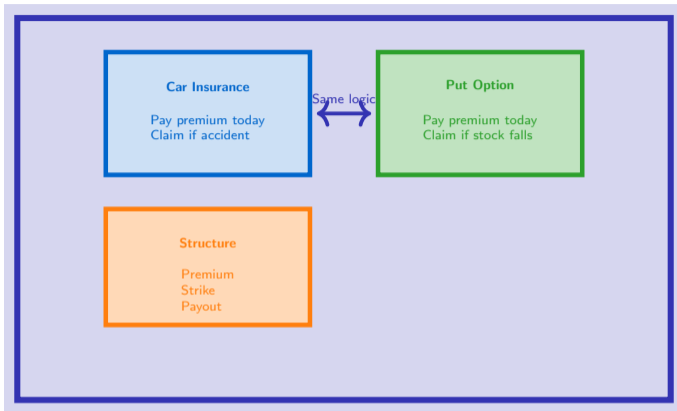 Car Insurance
Pay premium today
Claim if accident
Same logic
Put Option
Pay premium today
Claim if stock falls
Structure
Premium
Strike
Payout